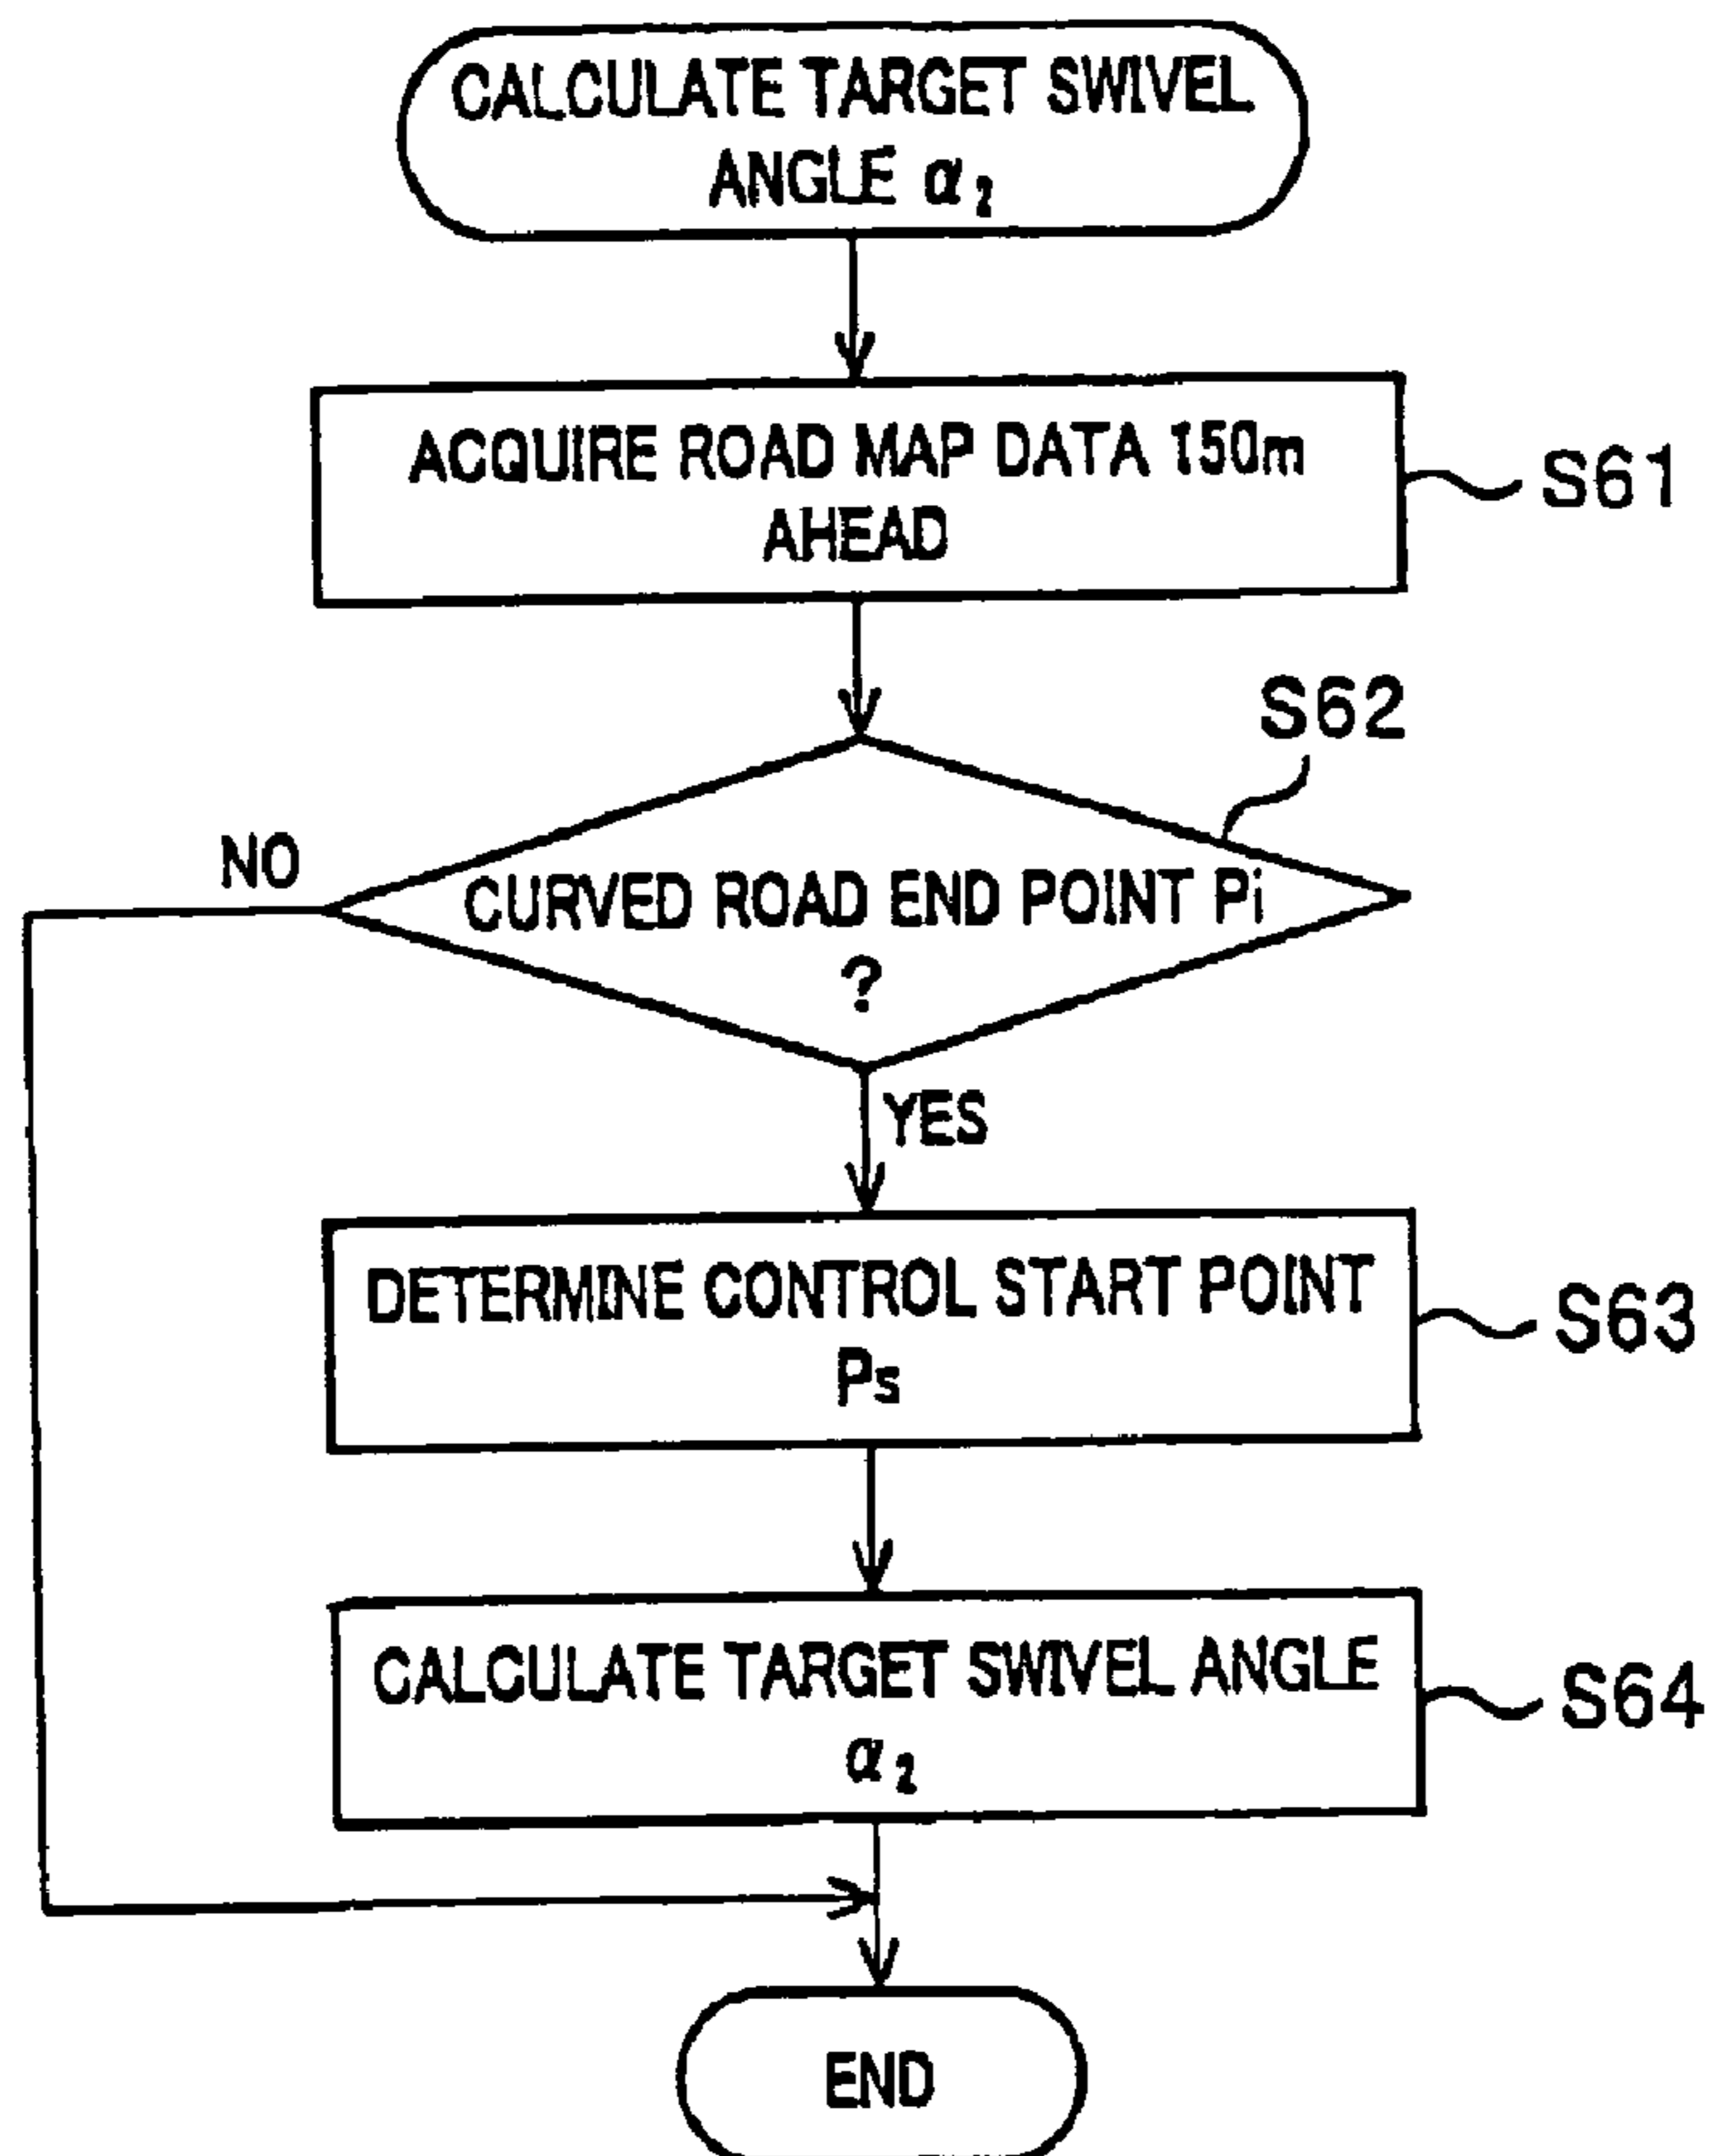 CALCULATE TARGET SWIVEL
ANGLE α₂
ACQUIRE ROAD MAP DATA 150m
AHEAD
S61
S62
NO
CURVED ROAD END POINT Pi
?
YES
DETERMINE CONTROL START POINT
Ps
S63
CALCULATE TARGET SWIVEL ANGLE
α₂
S64
END